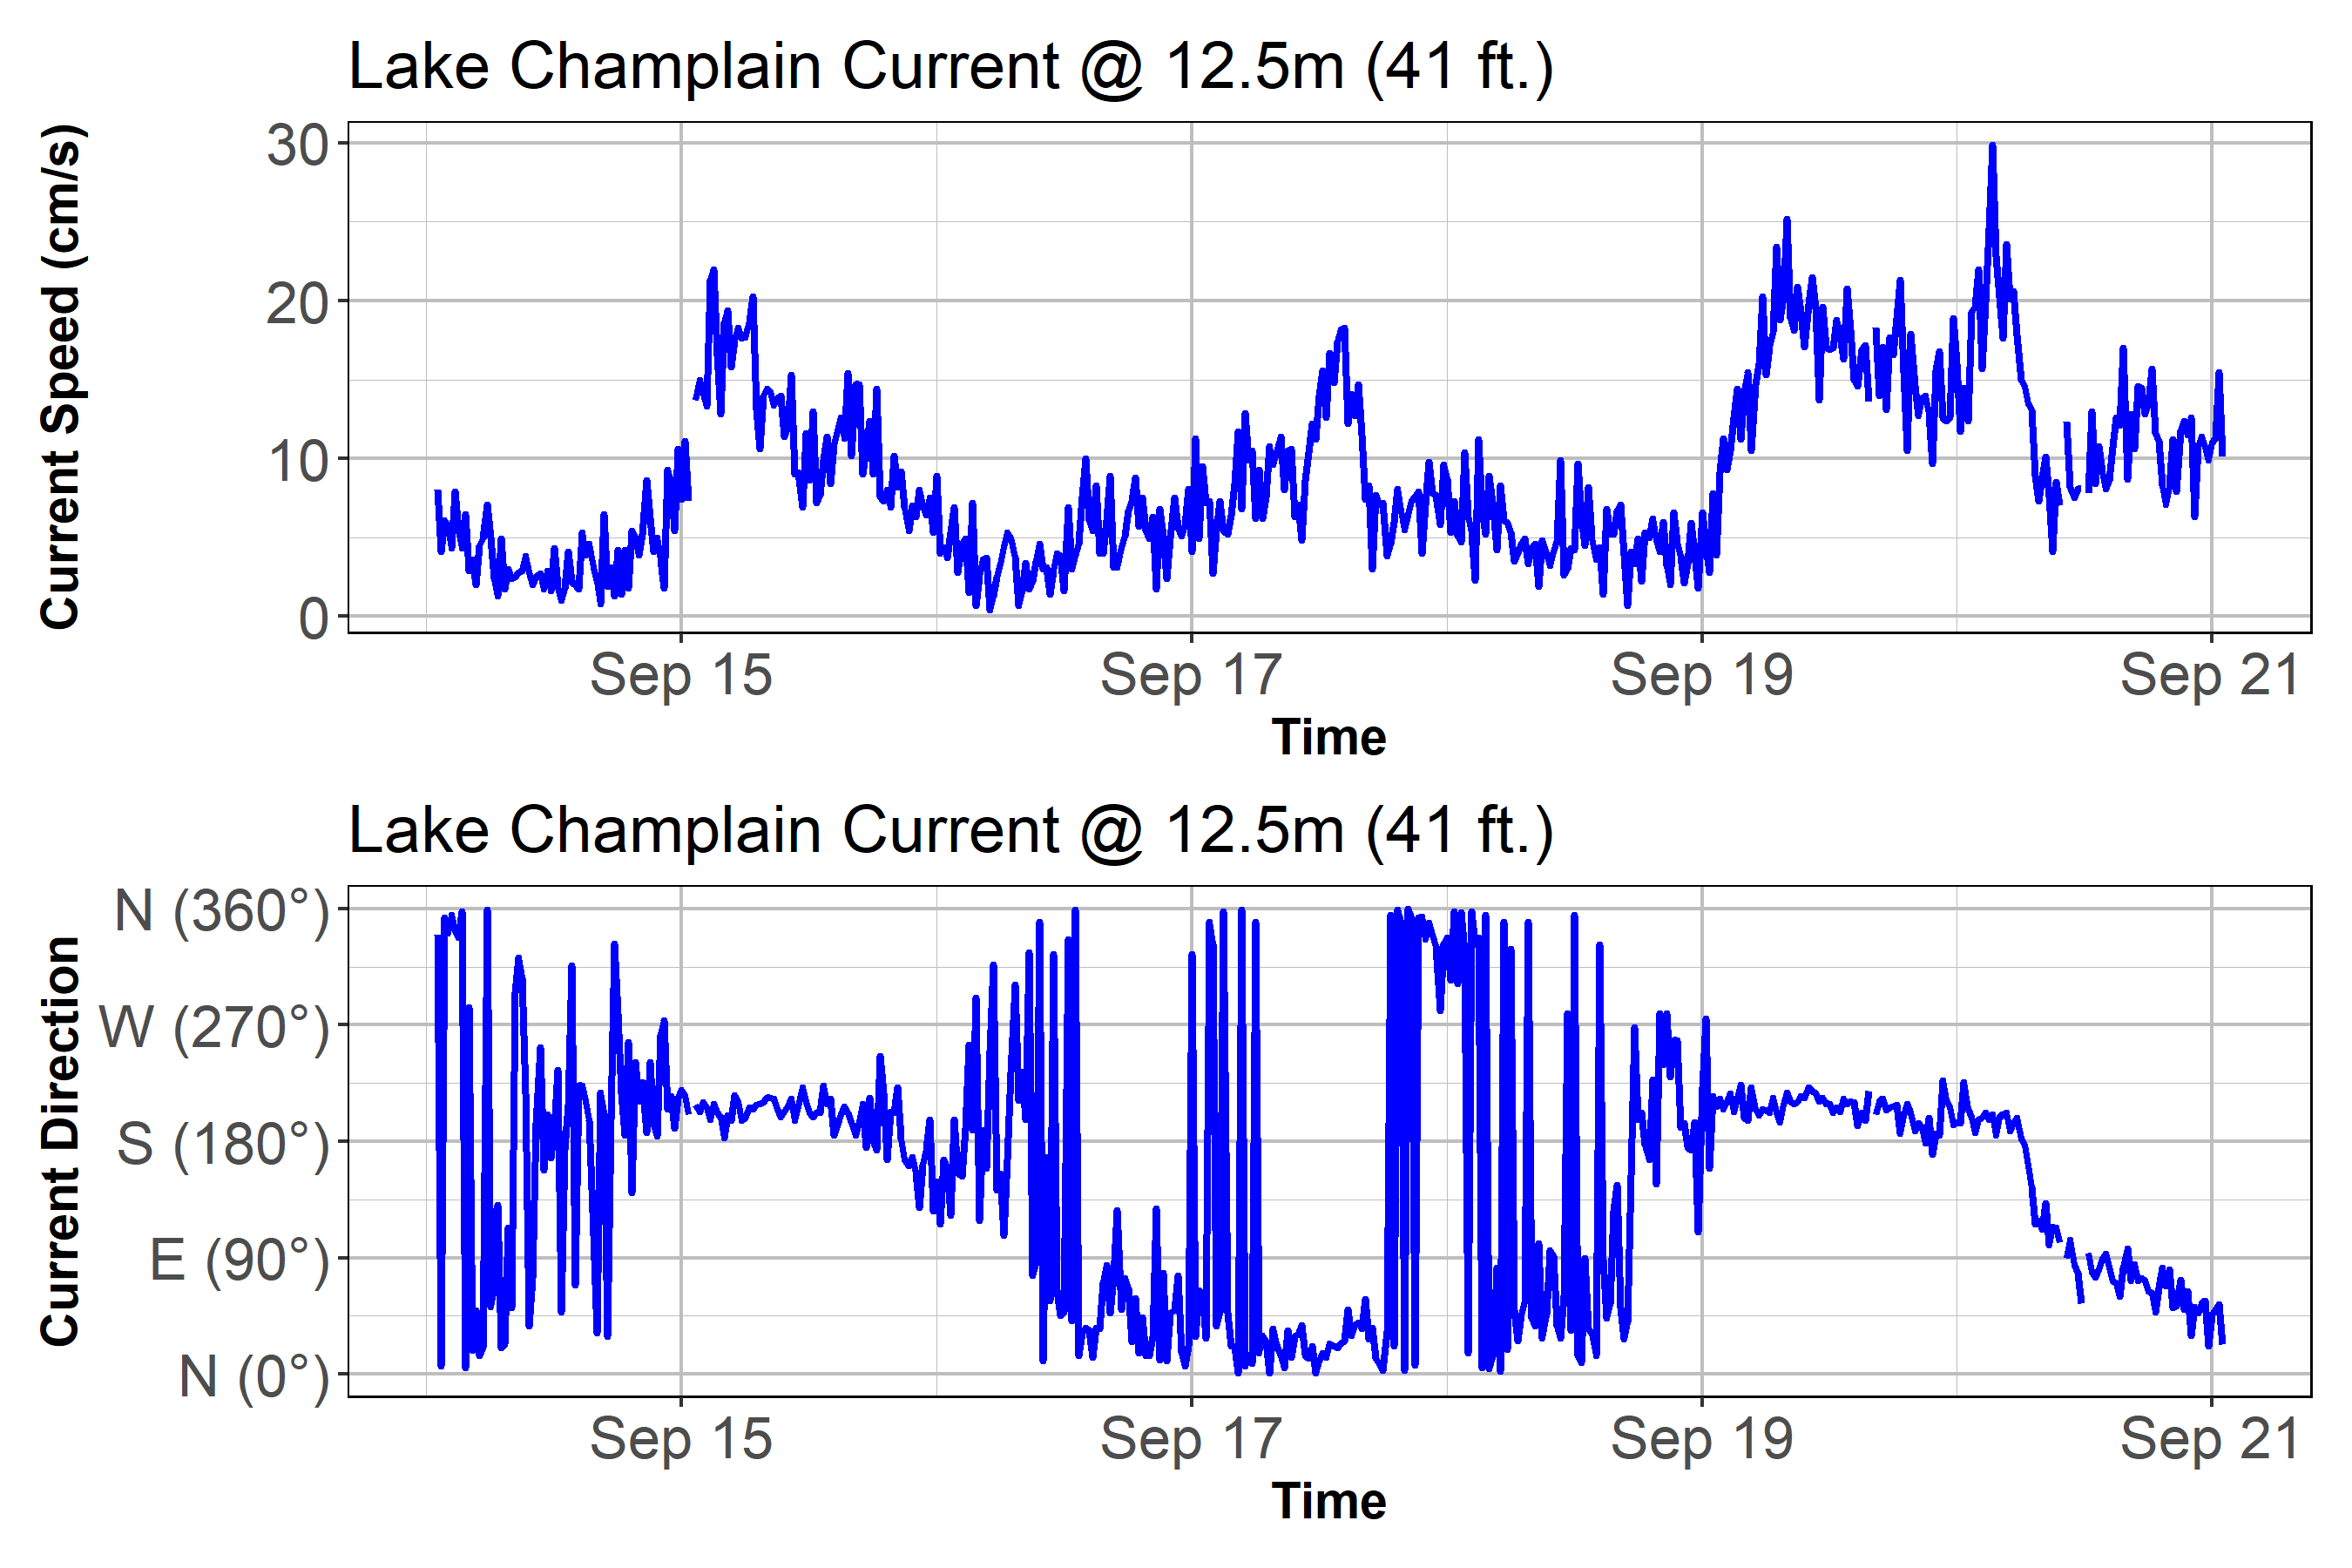 Lake Champlain Current @ 12.5m (41 ft.)
Current Speed (cm/s)
30
20
10
0
Sep 15 Sep 17 Sep 19 Sep 21
Time
Lake Champlain Current @ 12.5m (41 ft.)
Current Direction
N (360°)
W (270°)
S (180°)
E (90°)
N (0°)
Sep 15 Sep 17 Sep 19 Sep 21
Time